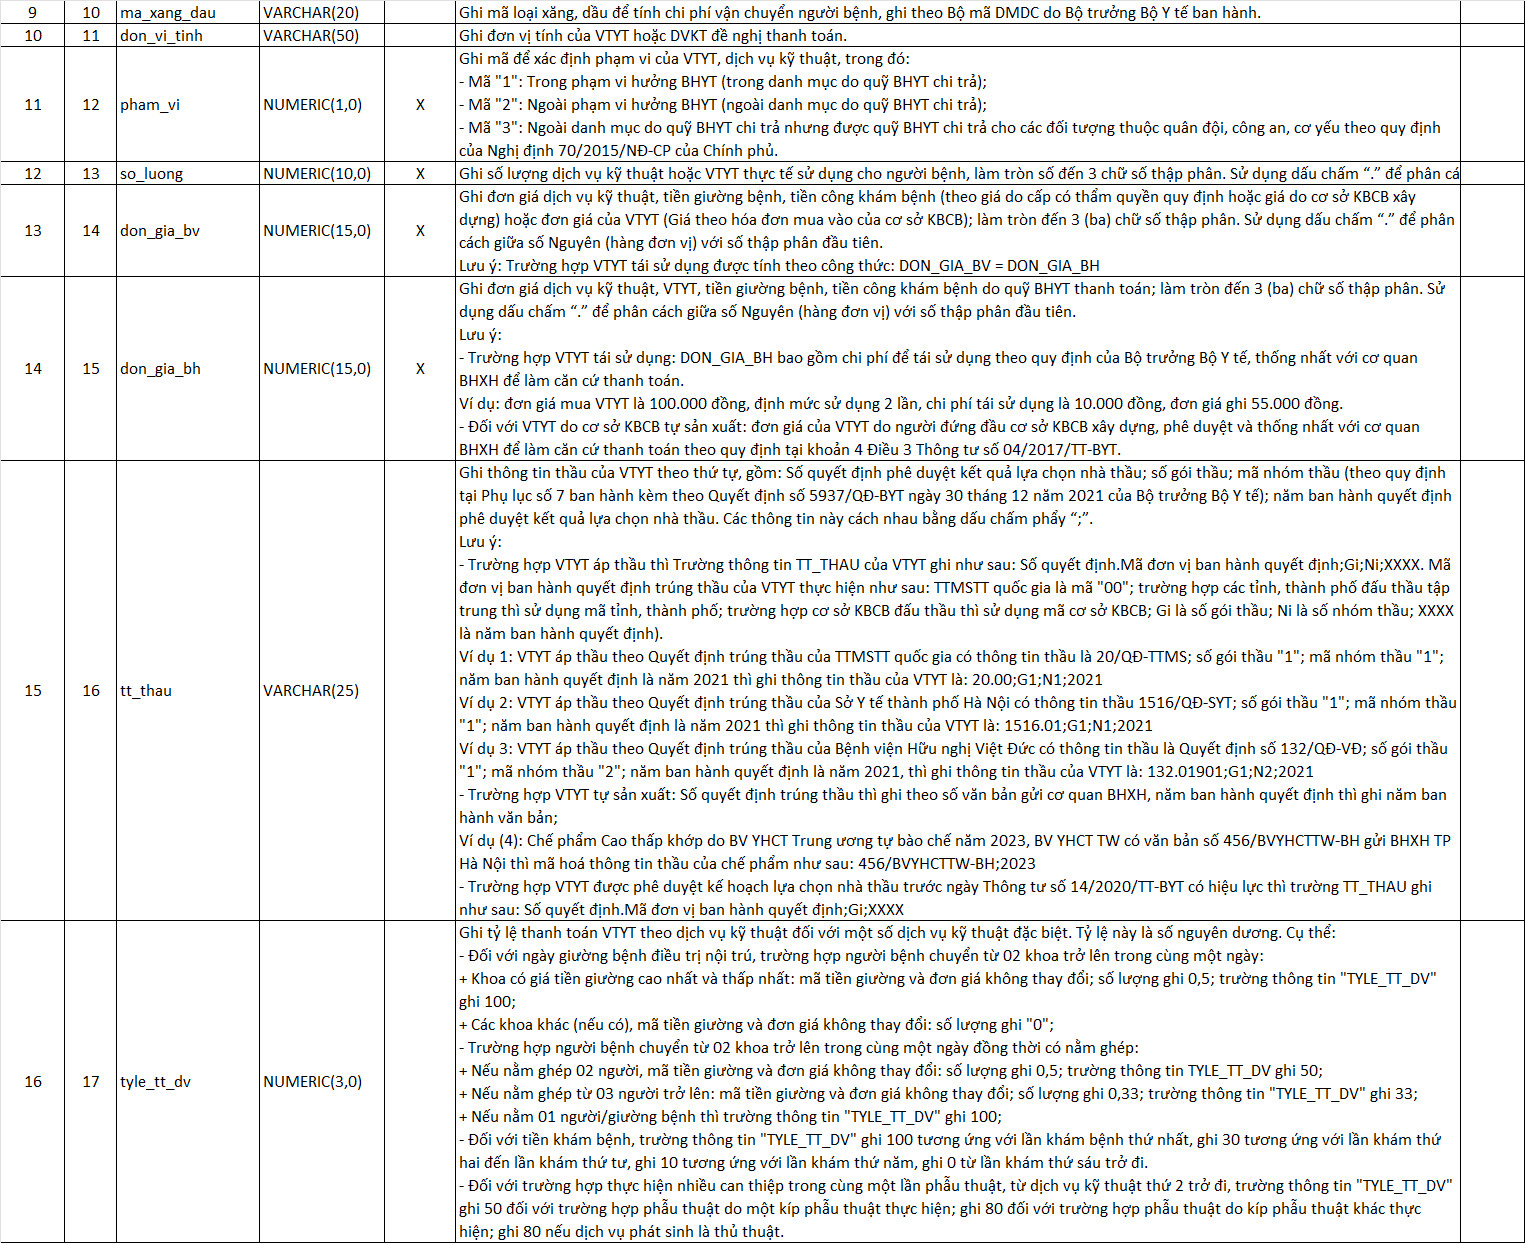 9 10 ma_xang_dau VARCHAR(20) Ghi mã loại xăng, dầu để tính chi phí vận chuyển người bệnh, ghi theo Bộ mã DMDC do Bộ trưởng Bộ Y tế ban hành.
10 11 don_vi_tinh VARCHAR(50) Ghi đơn vị tính của VTYT hoặc DVKT đề nghị thanh toán.
11 12 pham_vi NUMERIC(1,0) X
Ghi mã để xác định phạm vi của VTYT, dịch vụ kỹ thuật, trong đó:
- Mã "1": Trong phạm vi hưởng BHYT (trong danh mục do quỹ BHYT chi trả);
- Mã "2": Ngoài phạm vi hưởng BHYT (ngoài danh mục do quỹ BHYT chi trả);
- Mã "3": Ngoài danh mục do quỹ BHYT chi trả nhưng được quỹ BHYT chi trả cho các đối tượng thuộc quân đội, công an, cơ yếu theo quy định
của Nghị định 70/2015/NĐ-CP của Chính phủ.
12 13 so_luong NUMERIC(10,0) X Ghi số lượng dịch vụ kỹ thuật hoặc VTYT thực tế sử dụng cho người bệnh, làm tròn số đến 3 chữ số thập phân. Sử dụng dấu chấm “.” để phân cá
13 14 don_gia_bv NUMERIC(15,0) X
Ghi đơn giá dịch vụ kỹ thuật, tiền giường bệnh, tiền công khám bệnh (theo giá do cấp có thẩm quyền quy định hoặc giá do cơ sở KBCB xây
dựng) hoặc đơn giá của VTYT (Giá theo hóa đơn mua vào của cơ sở KBCB); làm tròn đến 3 (ba) chữ số thập phân. Sử dụng dấu chấm “.” để phân
cách giữa số Nguyên (hàng đơn vị) với số thập phân đầu tiên.
Lưu ý: Trường hợp VTYT tái sử dụng được tính theo công thức: DON_GIA_BV = DON_GIA_BH
14 15 don_gia_bh NUMERIC(15,0) X
Ghi đơn giá dịch vụ kỹ thuật, VTYT, tiền giường bệnh, tiền công khám bệnh do quỹ BHYT thanh toán; làm tròn đến 3 (ba) chữ số thập phân. Sử
dụng dấu chấm “.” để phân cách giữa số Nguyên (hàng đơn vị) với số thập phân đầu tiên.
Lưu ý:
- Trường hợp VTYT tái sử dụng: DON_GIA_BH bao gồm chi phí để tái sử dụng theo quy định của Bộ trưởng Bộ Y tế, thống nhất với cơ quan
BHXH để làm căn cứ thanh toán.
Ví dụ: đơn giá mua VTYT là 100.000 đồng, định mức sử dụng 2 lần, chi phí tái sử dụng là 10.000 đồng, đơn giá ghi 55.000 đồng.
- Đối với VTYT do cơ sở KBCB tự sản xuất: đơn giá của VTYT do người đứng đầu cơ sở KBCB xây dựng, phê duyệt và thống nhất với cơ quan
BHXH để làm căn cứ thanh toán theo quy định tại khoản 4 Điều 3 Thông tư số 04/2017/TT-BYT.
15 16 tt_thau VARCHAR(25)
Ghi thông tin thầu của VTYT theo thứ tự, gồm: Số quyết định phê duyệt kết quả lựa chọn nhà thầu; số gói thầu; mã nhóm thầu (theo quy định
tại Phụ lục số 7 ban hành kèm theo Quyết định số 5937/QĐ-BYT ngày 30 tháng 12 năm 2021 của Bộ trưởng Bộ Y tế); năm ban hành quyết định
phê duyệt kết quả lựa chọn nhà thầu. Các thông tin này cách nhau bằng dấu chấm phẩy “;”.
Lưu ý:
- Trường hợp VTYT áp thầu thì Trường thông tin TT_THAU của VTYT ghi như sau: Số quyết định.Mã đơn vị ban hành quyết định;Gi;Ni;XXXX. Mã
đơn vị ban hành quyết định trúng thầu của VTYT thực hiện như sau: TTMSTT quốc gia là mã "00"; trường hợp các tỉnh, thành phố đấu thầu tập
trung thì sử dụng mã tỉnh, thành phố; trường hợp cơ sở KBCB đấu thầu thì sử dụng mã cơ sở KBCB; Gi là số gói thầu; Ni là số nhóm thầu; XXXX
là năm ban hành quyết định).
Ví dụ 1: VTYT áp thầu theo Quyết định trúng thầu của TTMSTT quốc gia có thông tin thầu là 20/QĐ-TTMS; số gói thầu "1"; mã nhóm thầu "1";
năm ban hành quyết định là năm 2021 thì ghi thông tin thầu của VTYT là: 20.00;G1;N1;2021
Ví dụ 2: VTYT áp thầu theo Quyết định trúng thầu của Sở Y tế thành phố Hà Nội có thông tin thầu 1516/QĐ-SYT; số gói thầu "1"; mã nhóm thầu
"1"; năm ban hành quyết định là năm 2021 thì ghi thông tin thầu của VTYT là: 1516.01;G1;N1;2021
Ví dụ 3: VTYT áp thầu theo Quyết định trúng thầu của Bệnh viện Hữu nghị Việt Đức có thông tin thầu là Quyết định số 132/QĐ-VĐ; số gói thầu
"1"; mã nhóm thầu "2"; năm ban hành quyết định là năm 2021, thì ghi thông tin thầu của VTYT là: 132.01901;G1;N2;2021
- Trường hợp VTYT tự sản xuất: Số quyết định trúng thầu thì ghi theo số văn bản gửi cơ quan BHXH, năm ban hành quyết định thì ghi năm ban
hành văn bản;
Ví dụ (4): Chế phẩm Cao thấp khớp do BV YHCT Trung ương tự bào chế năm 2023, BV YHCT TW có văn bản số 456/BVYHCTTW-BH gửi BHXH TP
Hà Nội thì mã hoá thông tin thầu của chế phẩm như sau: 456/BVYHCTTW-BH;2023
- Trường hợp VTYT được phê duyệt kế hoạch lựa chọn nhà thầu trước ngày Thông tư số 14/2020/TT-BYT có hiệu lực thì trường TT_THAU ghi
như sau: Số quyết định.Mã đơn vị ban hành quyết định;Gi;XXXX
16 17 tyle_tt_dv NUMERIC(3,0)
Ghi tỷ lệ thanh toán VTYT theo dịch vụ kỹ thuật đối với một số dịch vụ kỹ thuật đặc biệt. Tỷ lệ này là số nguyên dương. Cụ thể:
- Đối với ngày giường bệnh điều trị nội trú, trường hợp người bệnh chuyển từ 02 khoa trở lên trong cùng một ngày:
+ Khoa có giá tiền giường cao nhất và thấp nhất: mã tiền giường và đơn giá không thay đổi; số lượng ghi 0,5; trường thông tin "TYLE_TT_DV"
ghi 100;
+ Các khoa khác (nếu có), mã tiền giường và đơn giá không thay đổi: số lượng ghi "0";
- Trường hợp người bệnh chuyển từ 02 khoa trở lên trong cùng một ngày đồng thời có nằm ghép:
+ Nếu nằm ghép 02 người, mã tiền giường và đơn giá không thay đổi: số lượng ghi 0,5; trường thông tin TYLE_TT_DV ghi 50;
+ Nếu nằm ghép từ 03 người trở lên: mã tiền giường và đơn giá không thay đổi; số lượng ghi 0,33; trường thông tin "TYLE_TT_DV" ghi 33;
+ Nếu nằm 01 người/giường bệnh thì trường thông tin "TYLE_TT_DV" ghi 100;
- Đối với tiền khám bệnh, trường thông tin "TYLE_TT_DV" ghi 100 tương ứng với lần khám bệnh thứ nhất, ghi 30 tương ứng với lần khám thứ
hai đến lần khám thứ tư, ghi 10 tương ứng với lần khám thứ năm, ghi 0 từ lần khám thứ sáu trở đi.
- Đối với trường hợp thực hiện nhiều can thiệp trong cùng một lần phẫu thuật, từ dịch vụ kỹ thuật thứ 2 trở đi, trường thông tin "TYLE_TT_DV"
ghi 50 đối với trường hợp phẫu thuật do một kíp phẫu thuật thực hiện; ghi 80 đối với trường hợp phẫu thuật do kíp phẫu thuật khác thực
hiện; ghi 80 nếu dịch vụ phát sinh là thủ thuật.